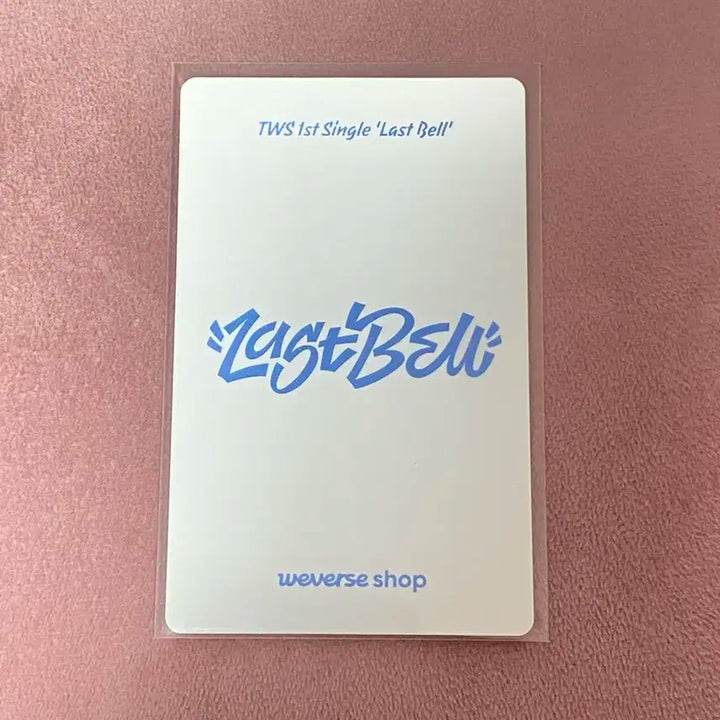 TWS 1st Single 'Last Bell'
"Last Bell"
weverse shop